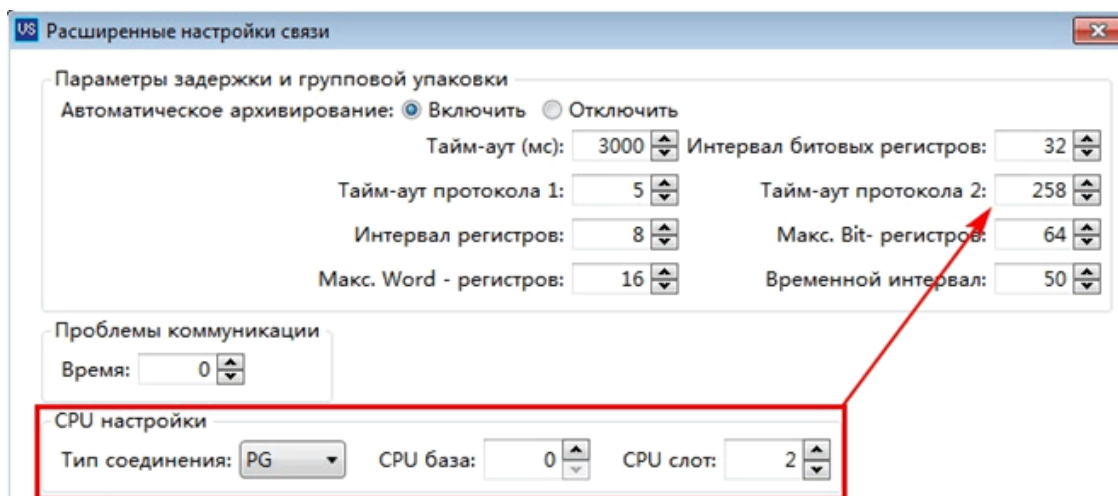 US Расширенные настройки связи
Параметры задержки и групповой упаковки
Автоматическое архивирование: Включить Отключить
Тайм-аут (мс): 3000 Интервал битовых регистров: 32
Тайм-аут протокола 1: 5 Тайм-аут протокола 2: 258
Интервал регистров: 8 Макс. Bit- регистров: 64
Макс. Word - регистров: 16 Временной интервал: 50
Проблемы коммуникации
Время: 0
CPU настройки
Тип соединения: PG CPU база: 0 CPU слот: 2